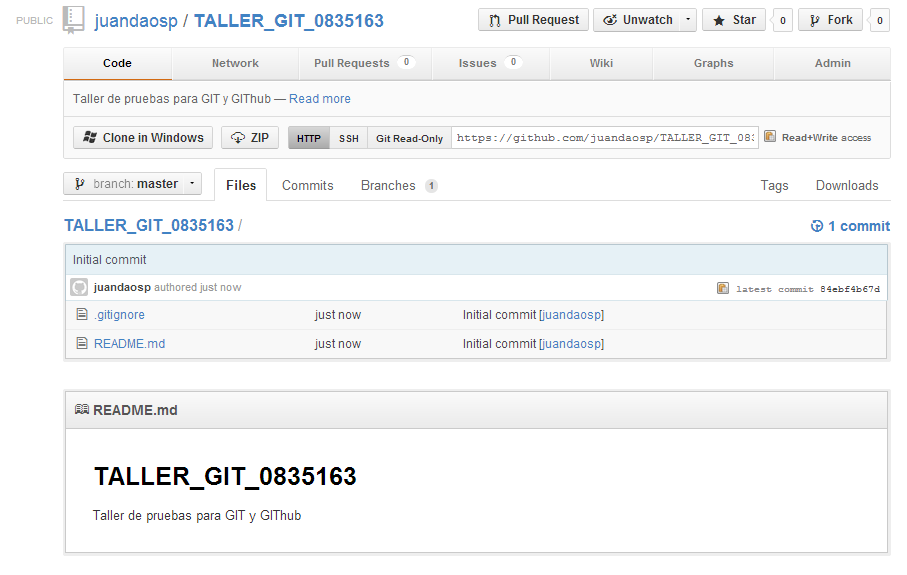 PUBLIC juandaosp / TALLER_GIT_0835163 Pull Request Unwatch Star 0 Fork 0
Code Network Pull Requests 0 Issues 0 Wiki Graphs Admin
Taller de pruebas para GIT y GIThub — Read more
Clone in Windows ZIP HTTP SSH Git Read-Only https://github.com/juandaosp/TALLER_GIT_083 Read+Write access
branch: master Files Commits Branches 1 Tags Downloads
TALLER_GIT_0835163 / 1 commit
Initial commit
juandaosp authored just now latest commit 84ebf4b67d
.gitignore just now Initial commit [juandaosp]
README.md just now Initial commit [juandaosp]
README.md
TALLER_GIT_0835163
Taller de pruebas para GIT y GIThub